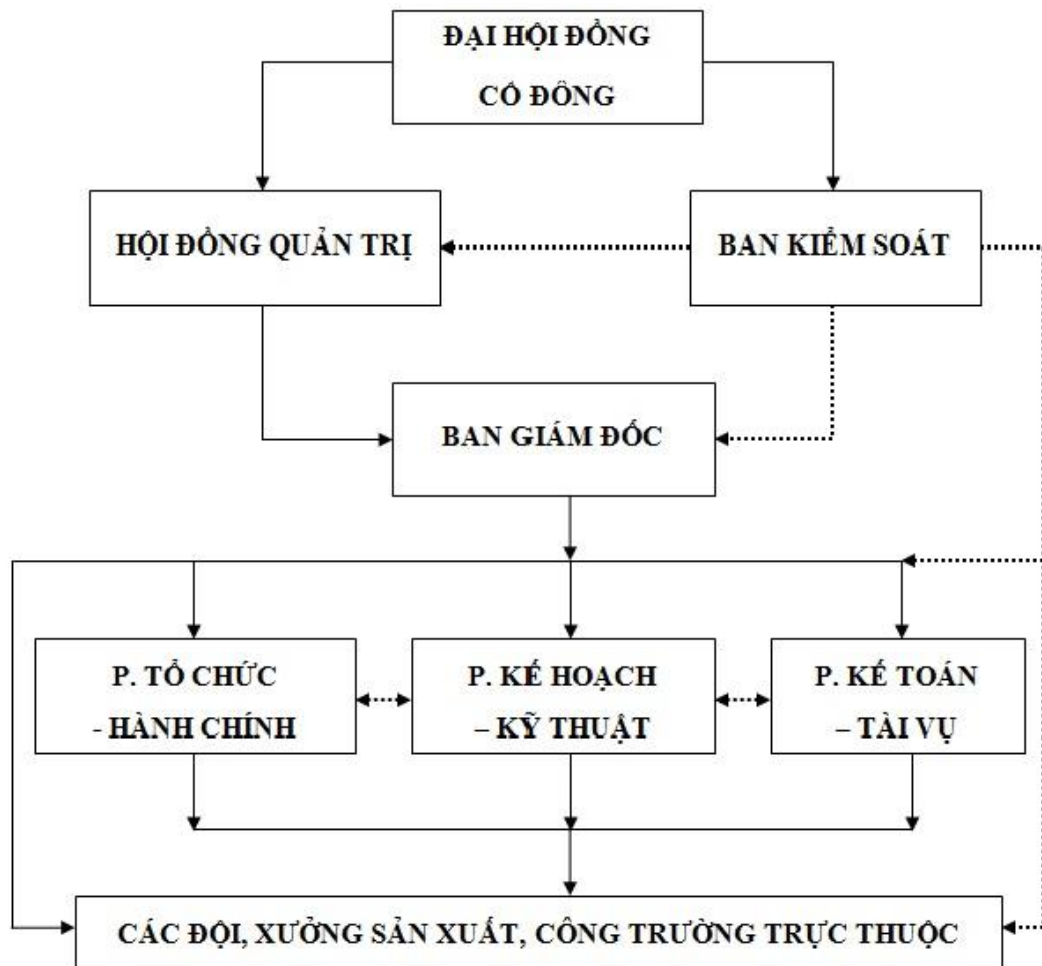 ĐẠI HỘI ĐỒNG
CỔ ĐÔNG
HỘI ĐỒNG QUẢN TRỊ
BAN KIỂM SOÁT
BAN GIÁM ĐỐC
P. TỔ CHỨC
- HÀNH CHÍNH
P. KẾ HOẠCH
– KỸ THUẬT
P. KẾ TOÁN
– TÀI VỤ
CÁC ĐỘI, XƯỞNG SẢN XUẤT, CÔNG TRƯỜNG TRỰC THUỘC